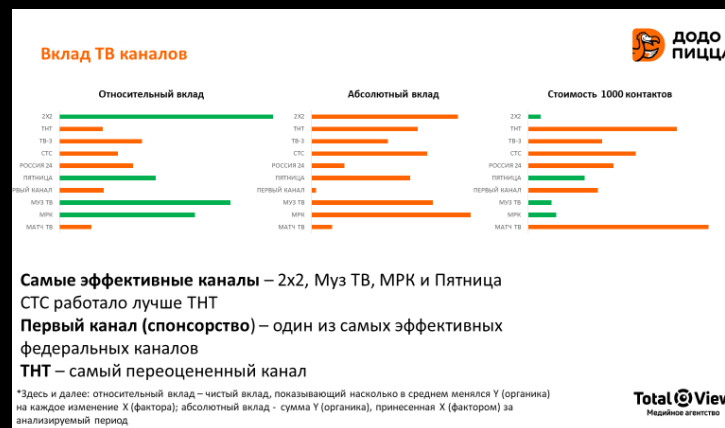 Вклад ТВ каналов
ДОДО
ПИЦЦА
Относительный вклад
2X2
ТНТ
ТВ-3
СТС
РОССИЯ 24
ПЯТНИЦА
РВЫЙ КАНАЛ
МУЗ ТВ
МРК
МАТЧ ТВ
Абсолютный вклад
2X2
ТНТ
ТВ-3
СТС
РОССИЯ 24
ПЯТНИЦА
ПЕРВЫЙ КАНАЛ
МУЗ ТВ
МРК
МАТЧ ТВ
Стоимость 1000 контактов
2X2
ТНТ
ТВ-3
СТС
РОССИЯ 24
ПЯТНИЦА
ПЕРВЫЙ КАНАЛ
МУЗ ТВ
МРК
МАТЧ ТВ
Самые эффективные каналы – 2х2, Муз ТВ, МРК и Пятница
СТС работало лучше ТНТ
Первый канал (спонсорство) – один из самых эффективных
федеральных каналов
ТНТ – самый переоцененный канал
*Здесь и далее: относительный вклад – чистый вклад, показывающий насколько в среднем менялся Y (органика)
на каждое изменение X (фактора); абсолютный вклад - сумма Y (органика), принесенная X (фактором) за
анализируемый период
Total View
Медийное агентство